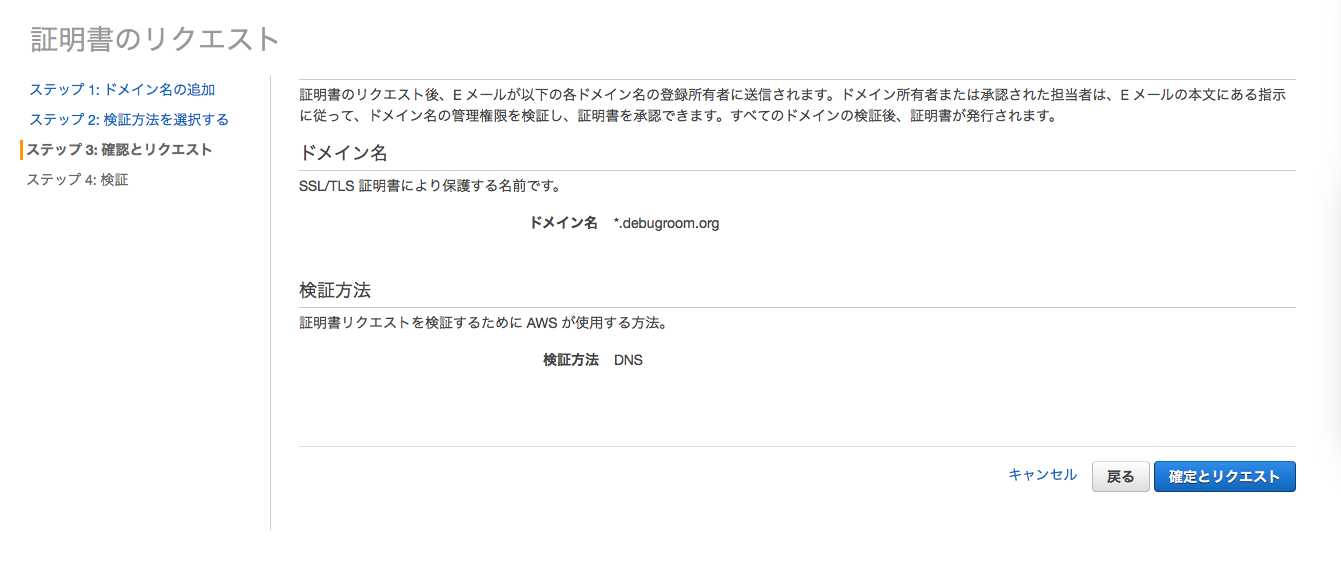 証明書のリクエスト
ステップ 1: ドメイン名の追加
ステップ 2: 検証方法を選択する
ステップ 3: 確認とリクエスト
ステップ 4: 検証
証明書のリクエスト後、E メールが以下の各ドメイン名の登録所有者に送信されます。ドメイン所有者または承認された担当者は、E メールの本文にある指示
に従って、ドメイン名の管理権限を検証し、証明書を承認できます。すべてのドメインの検証後、証明書が発行されます。
ドメイン名
SSL/TLS 証明書により保護する名前です。
ドメイン名 *.debugroom.org
検証方法
証明書リクエストを検証するために AWS が使用する方法。
検証方法 DNS
キャンセル 戻る 確定とリクエスト